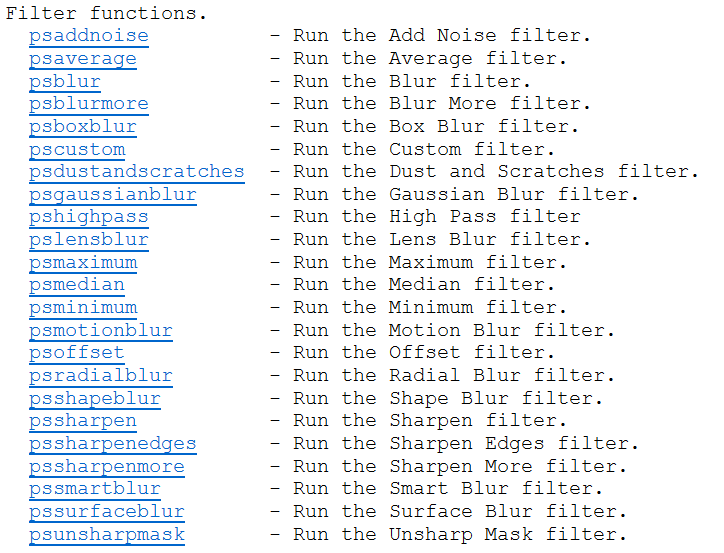 Filter functions.
psaddnoise - Run the Add Noise filter.
psaverage - Run the Average filter.
psblur - Run the Blur filter.
psblurmore - Run the Blur More filter.
psboxblur - Run the Box Blur filter.
pscustom - Run the Custom filter.
psdustandscratches - Run the Dust and Scratches filter.
psgaussianblur - Run the Gaussian Blur filter.
pshighpass - Run the High Pass filter
pslensblur - Run the Lens Blur filter.
psmaximum - Run the Maximum filter.
psmedian - Run the Median filter.
psminimum - Run the Minimum filter.
psmotionblur - Run the Motion Blur filter.
psoffset - Run the Offset filter.
psradialblur - Run the Radial Blur filter.
psshapeblur - Run the Shape Blur filter.
pssharpen - Run the Sharpen filter.
pssharpenedges - Run the Sharpen Edges filter.
pssharpenmore - Run the Sharpen More filter.
pssmartblur - Run the Smart Blur filter.
pssurfaceblur - Run the Surface Blur filter.
psunsharpmask - Run the Unsharp Mask filter.